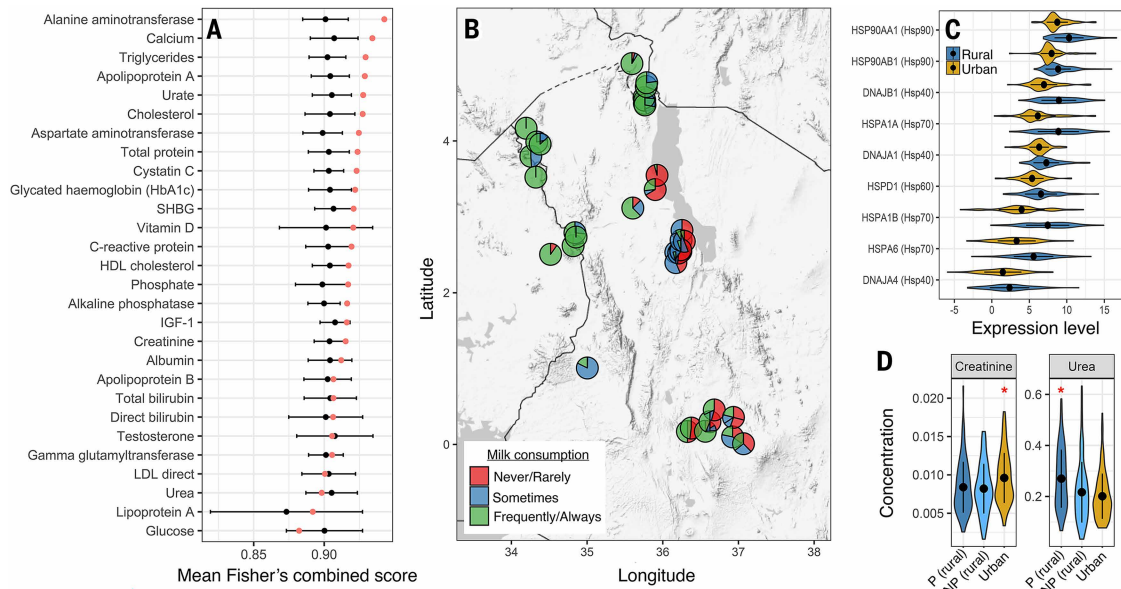 A
Alanine aminotransferase
Calcium
Triglycerides
Apolipoprotein A
Urate
Cholesterol
Aspartate aminotransferase
Total protein
Cystatin C
Glycated haemoglobin (HbA1c)
SHBG
Vitamin D
C-reactive protein
HDL cholesterol
Phosphate
Alkaline phosphatase
IGF-1
Creatinine
Albumin
Apolipoprotein B
Total bilirubin
Direct bilirubin
Testosterone
Gamma glutamyltransferase
LDL direct
Urea
Lipoprotein A
Glucose
0.85 0.90
Mean Fisher's combined score
B
Latitude
4
2
0
Milk consumption
Never/Rarely
Sometimes
Frequently/Always
34 35 36 37 38
Longitude
C
Rural
Urban
HSP90AA1 (Hsp90)
HSP90AB1 (Hsp90)
DNAJB1 (Hsp40)
HSPA1A (Hsp70)
DNAJA1 (Hsp40)
HSPD1 (Hsp60)
HSPA1B (Hsp70)
HSPA6 (Hsp70)
DNAJA4 (Hsp40)
-5 0 5 10 15
Expression level
D
Creatinine Urea
Concentration
0.020
0.015
0.010
0.005
0.6
0.4
0.2
* *
P (rural) NP (rural) Urban P (rural) NP (rural) Urban